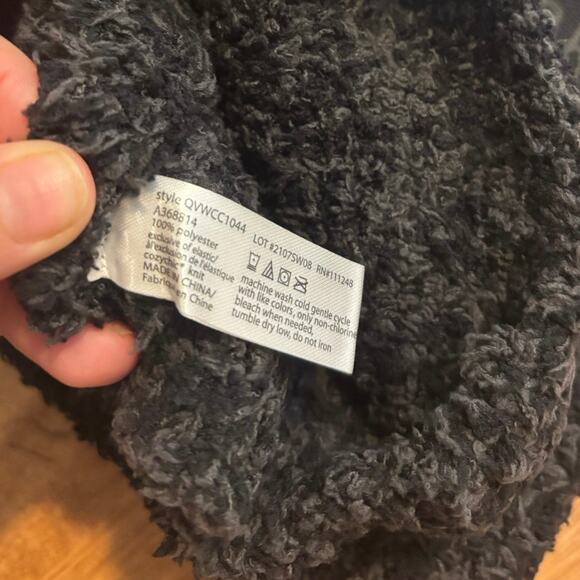 style QVWCC1044
A368814
100% polyester
exclusive of elastic/
à l'exclusion de l'élastique
cozychic® knit
MADE IN CHINA/
Fabriqué en Chine
LOT #2107SW08 RN#111248
machine wash cold gentle cycle
with like colors, only non-chlorine
bleach when needed,
tumble dry low, do not iron